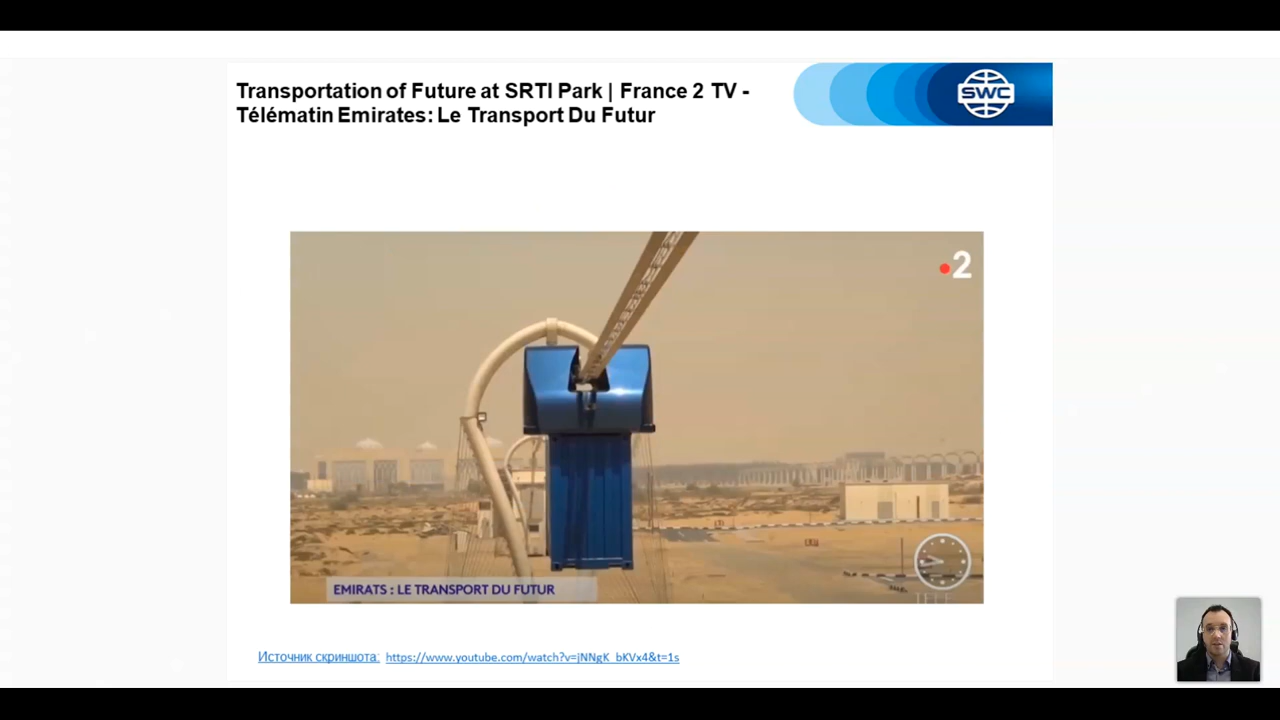 Transportation of Future at SRTI Park | France 2 TV -
Télématin Emirates: Le Transport Du Futur
SWC
2
EMIRATS : LE TRANSPORT DU FUTUR
Источник скриншота: https://www.youtube.com/watch?v=jNNgK_bKVx4&t=1s